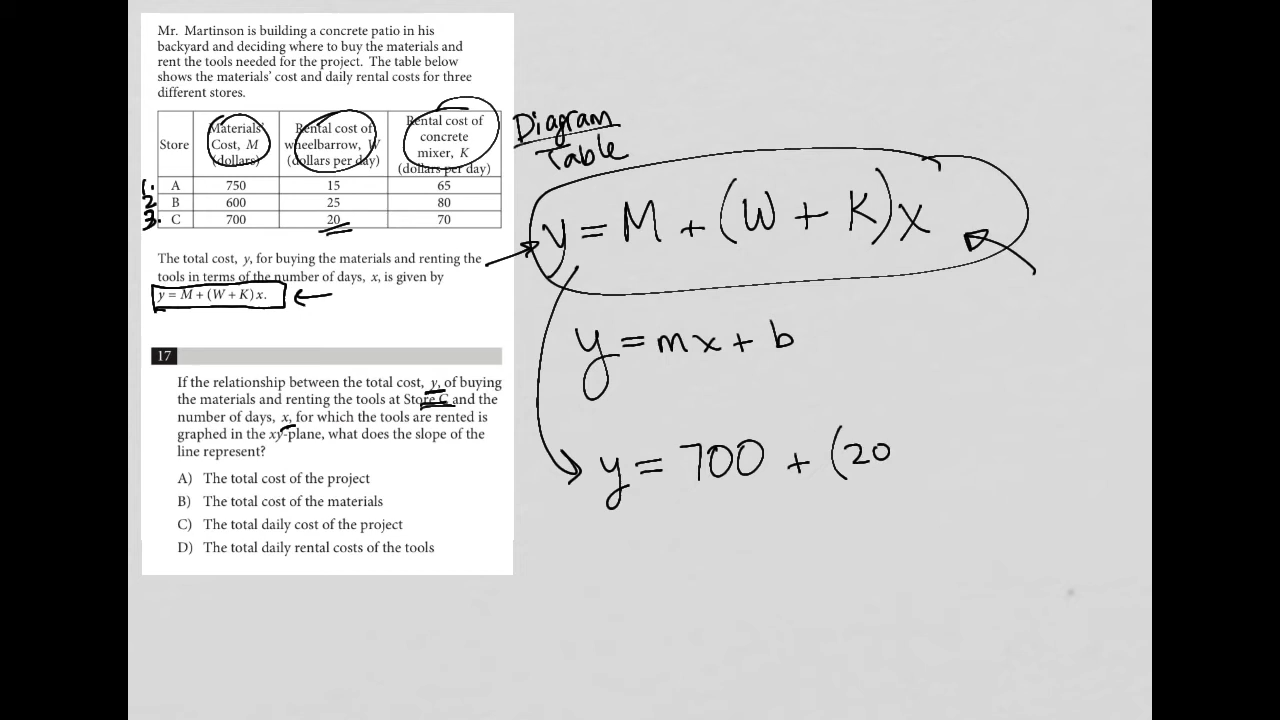 Mr. Martinson is building a concrete patio in his
backyard and deciding where to buy the materials and
rent the tools needed for the project. The table below
shows the materials' cost and daily rental costs for three
different stores.
Store Materials' Cost, M (dollars) Rental cost of wheelbarrow, W (dollars per day) Rental cost of concrete mixer, K (dollars per day)
1. A 750 15 65
2 B 600 25 80
3. C 700 20 70
The total cost, y, for buying the materials and renting the
tools in terms of the number of days, x, is given by
y = M + (W + K)x.
17
If the relationship between the total cost, y, of buying
the materials and renting the tools at Store C and the
number of days, x, for which the tools are rented is
graphed in the xy-plane, what does the slope of the
line represent?
A) The total cost of the project
B) The total cost of the materials
C) The total daily cost of the project
D) The total daily rental costs of the tools
Diagram
Table
y = M + (W + K)x
y = mx + b
y = 700 + (20